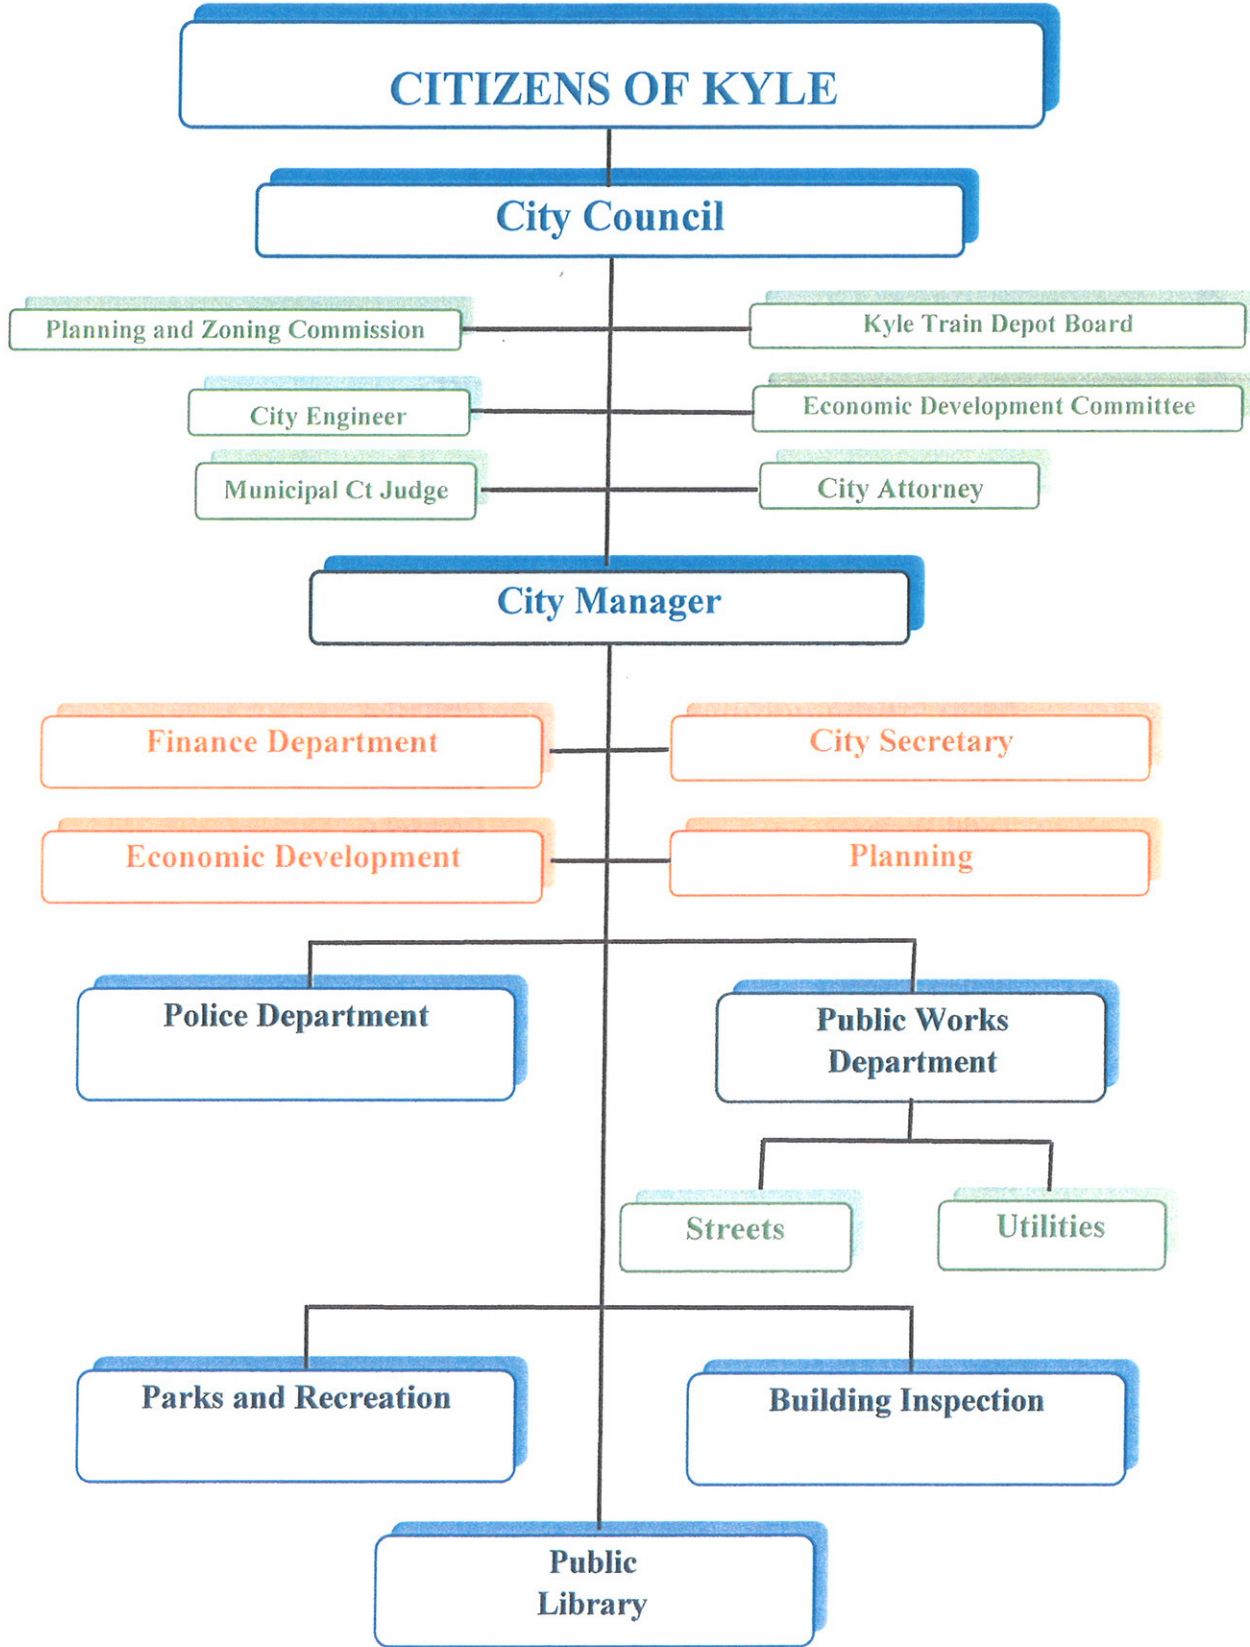 CITIZENS OF KYLE
City Council
Planning and Zoning Commission
Kyle Train Depot Board
City Engineer
Economic Development Committee
Municipal Ct Judge
City Attorney
City Manager
Finance Department
City Secretary
Economic Development
Planning
Police Department
Public Works
Department
Streets
Utilities
Parks and Recreation
Building Inspection
Public
Library